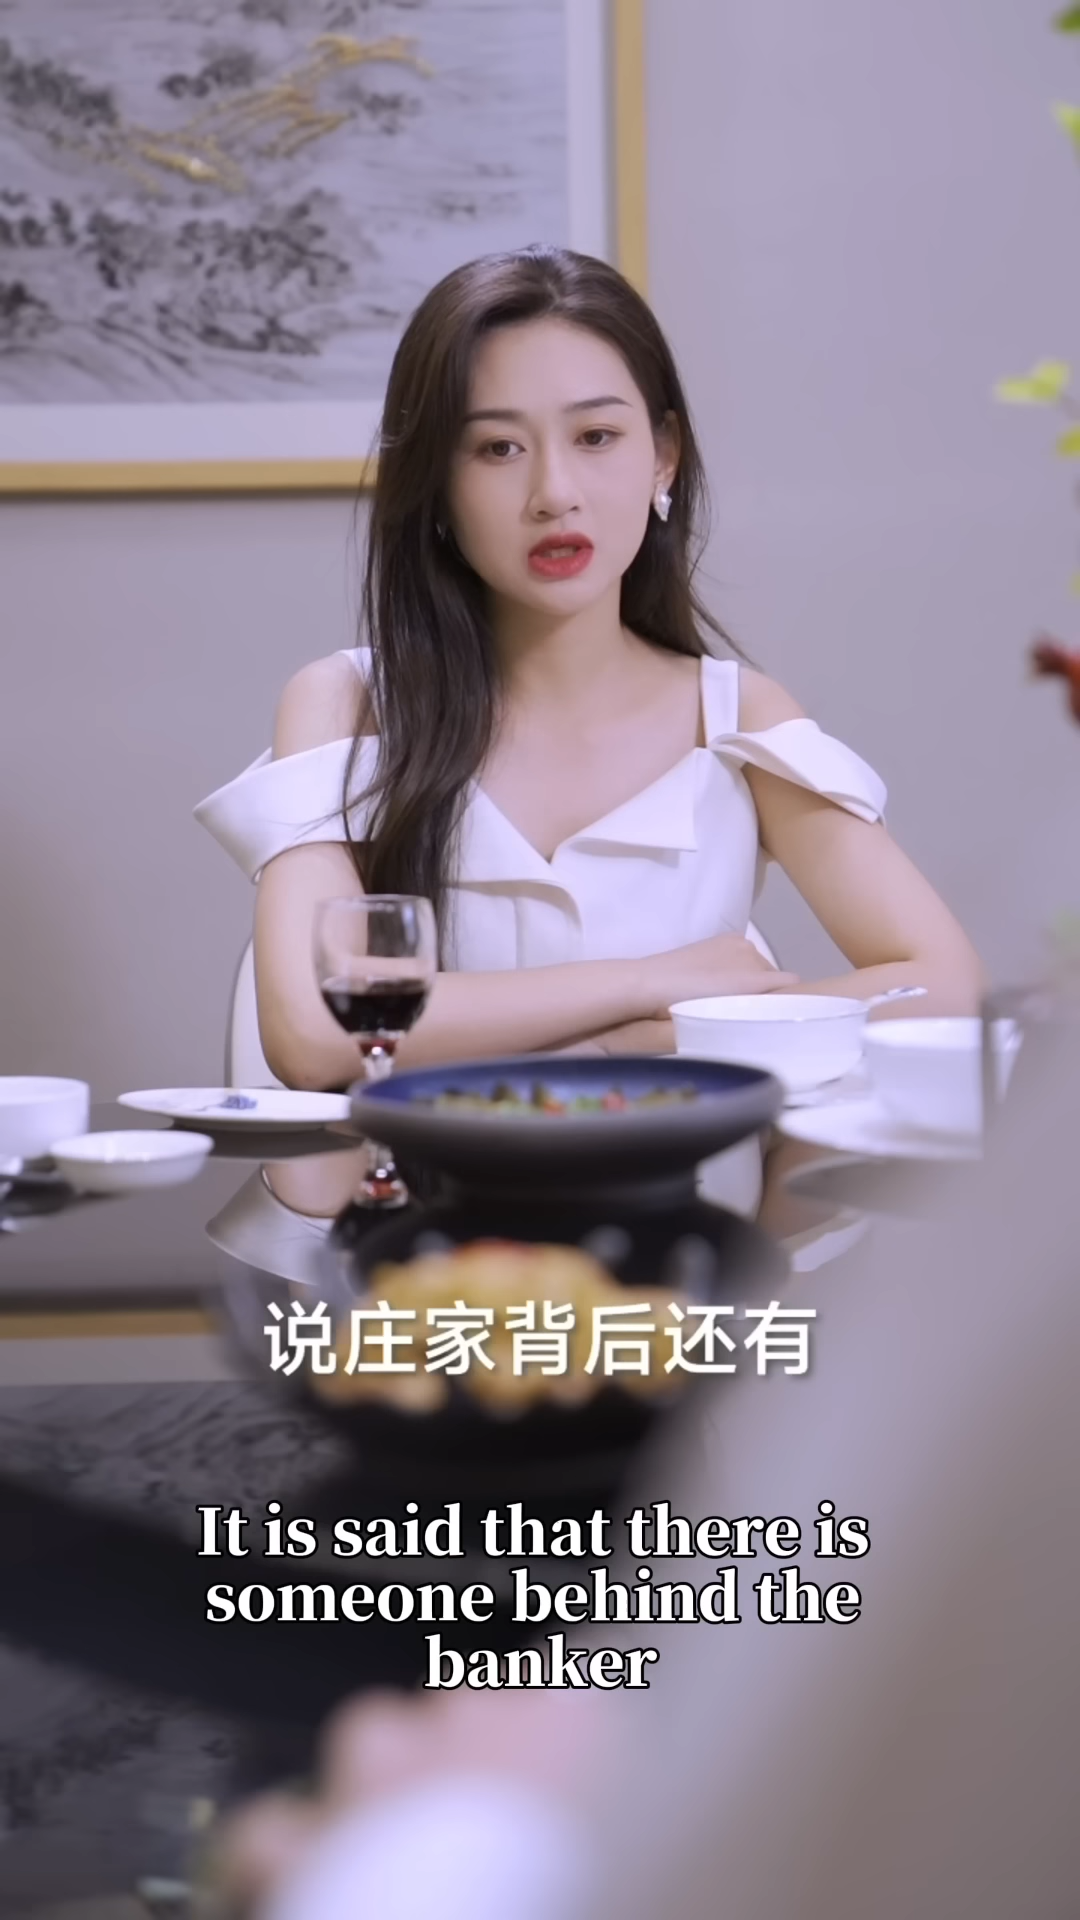 说庄家背后还有
It is said that there is
someone behind the
banker